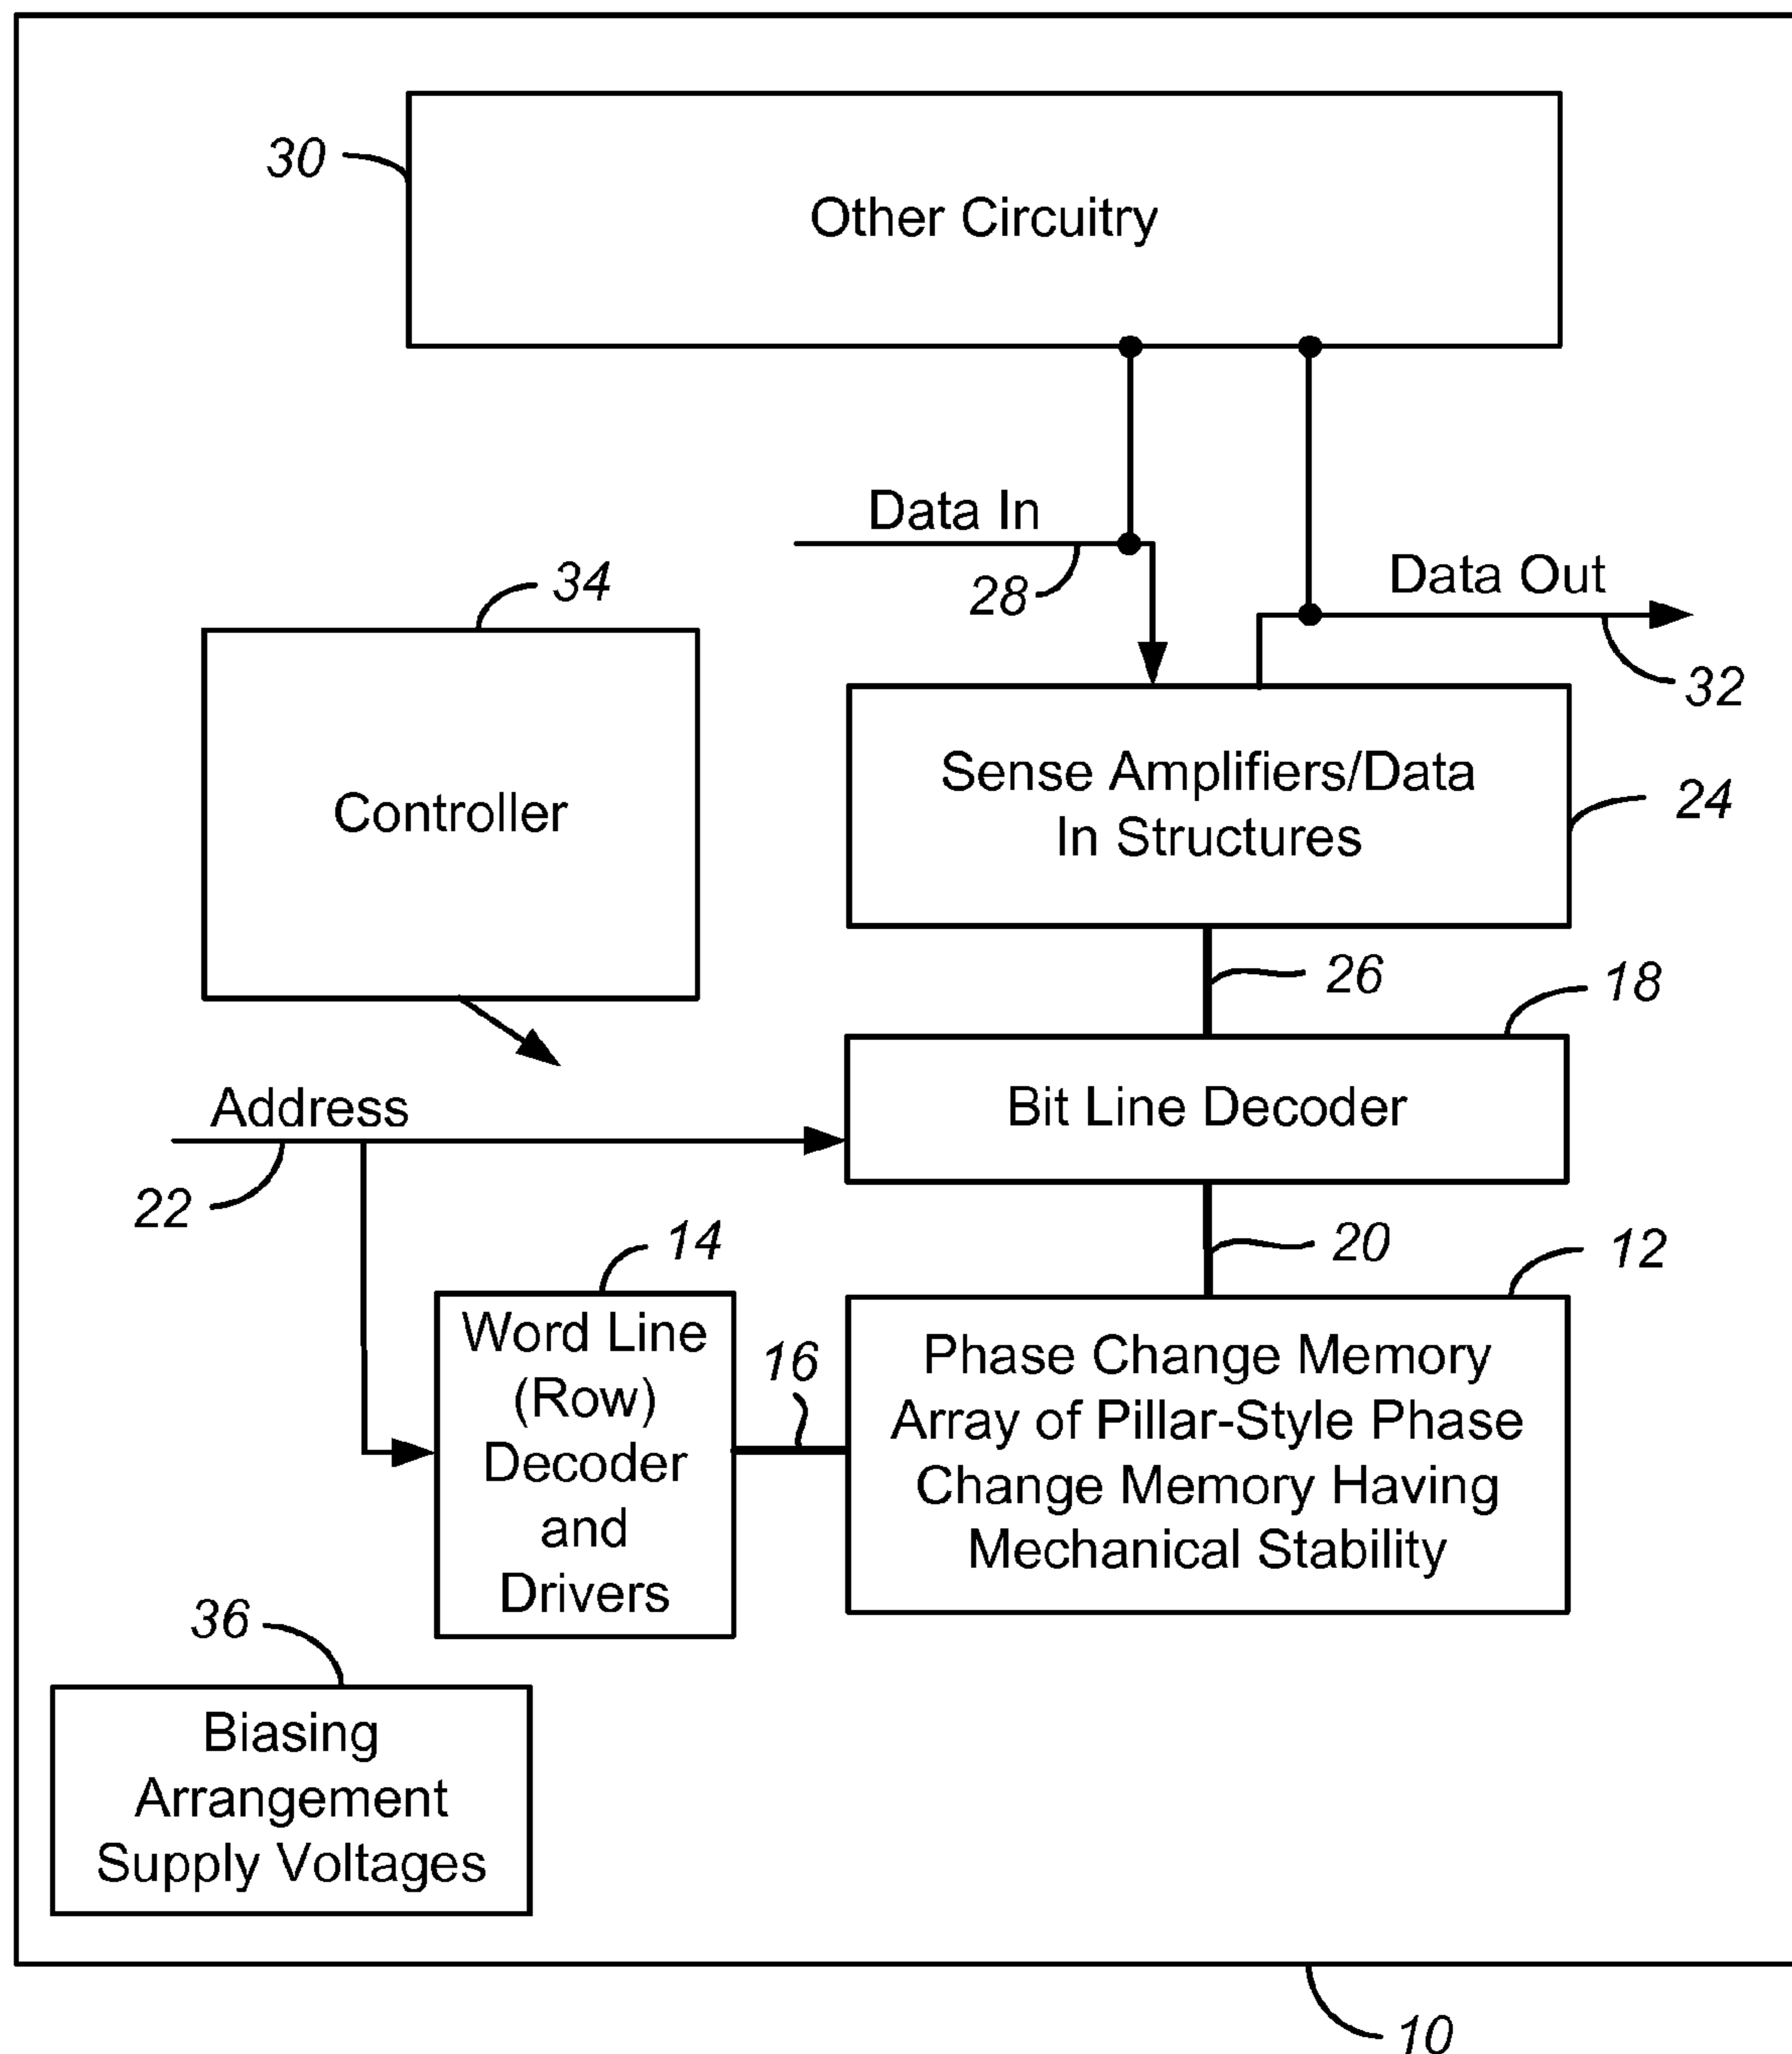 30
Other Circuitry
Data In
28
34
Data Out
32
Controller
Sense Amplifiers/Data
In Structures
24
26
18
Address
22
Bit Line Decoder
14
20
12
Word Line
(Row)
Decoder
and
Drivers
16
Phase Change Memory
Array of Pillar-Style Phase
Change Memory Having
Mechanical Stability
36
Biasing
Arrangement
Supply Voltages
10